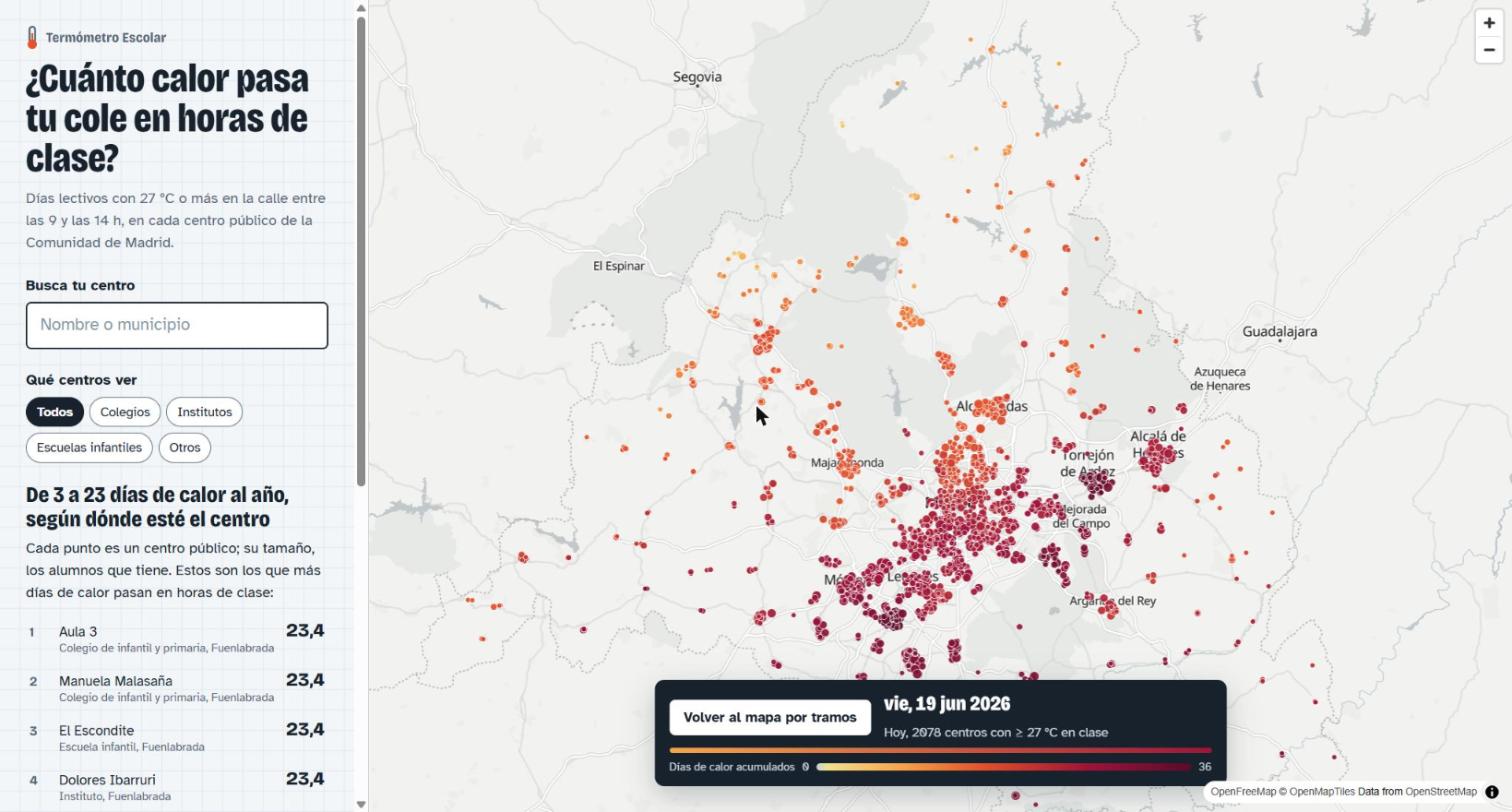 Termómetro Escolar
¿Cuánto calor pasa
tu cole en horas de
clase?
Días lectivos con 27 °C o más en la calle entre
las 9 y las 14 h, en cada centro público de la
Comunidad de Madrid.
Busca tu centro
Nombre o municipio
Qué centros ver
Todos
Colegios
Institutos
Escuelas infantiles
Otros
De 3 a 23 días de calor al año,
según dónde esté el centro
Cada punto es un centro público; su tamaño,
los alumnos que tiene. Estos son los que más
días de calor pasan en horas de clase:
1 Aula 3 23,4
Colegio de infantil y primaria, Fuenlabrada
2 Manuela Malasaña 23,4
Colegio de infantil y primaria, Fuenlabrada
3 El Escondite 23,4
Escuela infantil, Fuenlabrada
4 Dolores Ibarruri 23,4
Instituto, Fuenlabrada
Segovia
El Espinar
Guadalajara
Azuqueca
de Henares
Alcalá de
Torrejón
de Ardoz
Mejorada
del Campo
Arganda del Rey
+
−
Volver al mapa por tramos
vie, 19 jun 2026
Hoy, 2078 centros con ≥ 27 °C en clase
Días de calor acumulados 0 36
OpenFreeMap © OpenMapTiles Data from OpenStreetMap